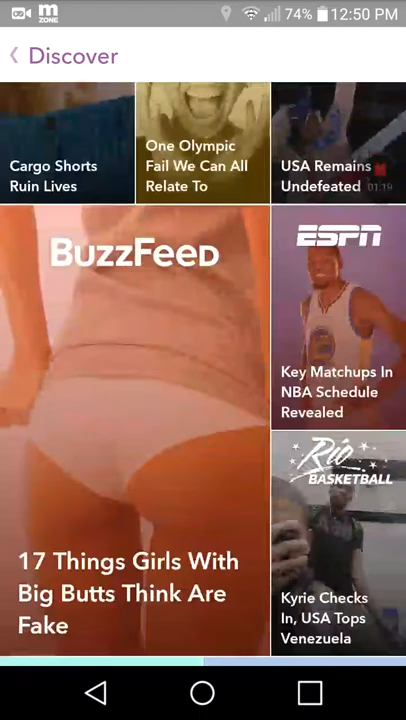 m
ZONE
74%
12:50 PM
Discover
Cargo Shorts
Ruin Lives
One Olympic
Fail We Can All
Relate To
USA Remains
Undefeated
01:19
BuzzFeed
17 Things Girls With
Big Butts Think Are
Fake
ESPN
Key Matchups In
NBA Schedule
Revealed
Rio
BASKETBALL
Kyrie Checks
In, USA Tops
Venezuela